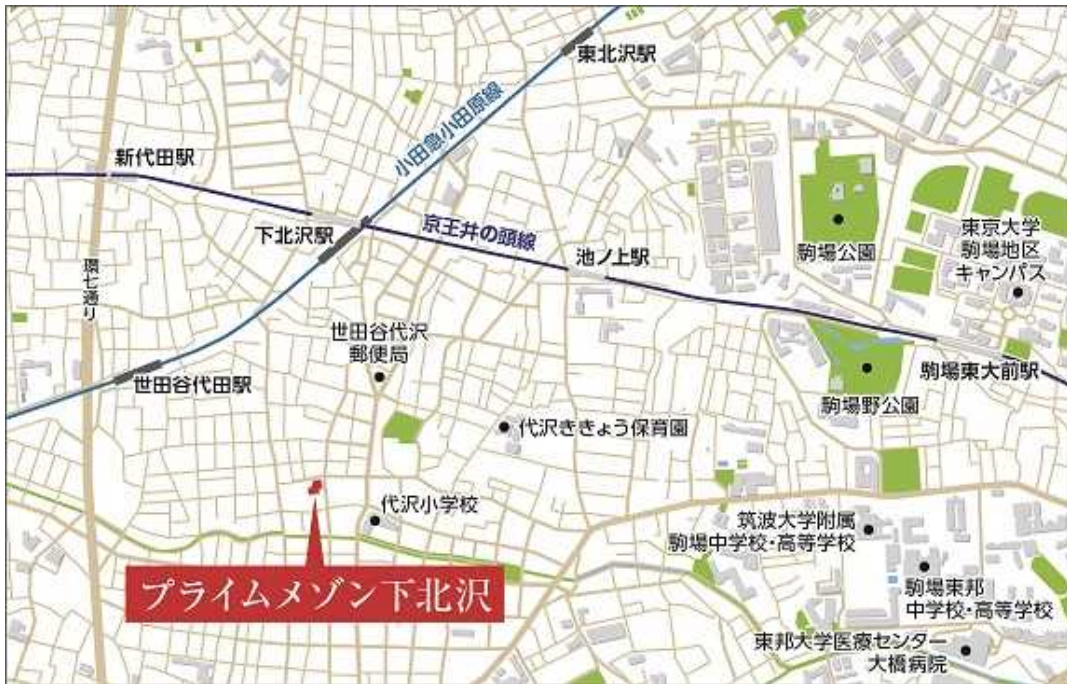 東北沢駅
小田急小田原線
新代田駅
下北沢駅
京王井の頭線
池ノ上駅
駒場公園
東京大学
駒場地区
キャンパス
環七通り
世田谷代沢
郵便局
世田谷代田駅
駒場東大前駅
駒場野公園
代沢ききょう保育園
代沢小学校
筑波大学附属
駒場中学校・高等学校
プライムメゾン下北沢
駒場東邦
中学校・高等学校
東邦大学医療センター
大橋病院